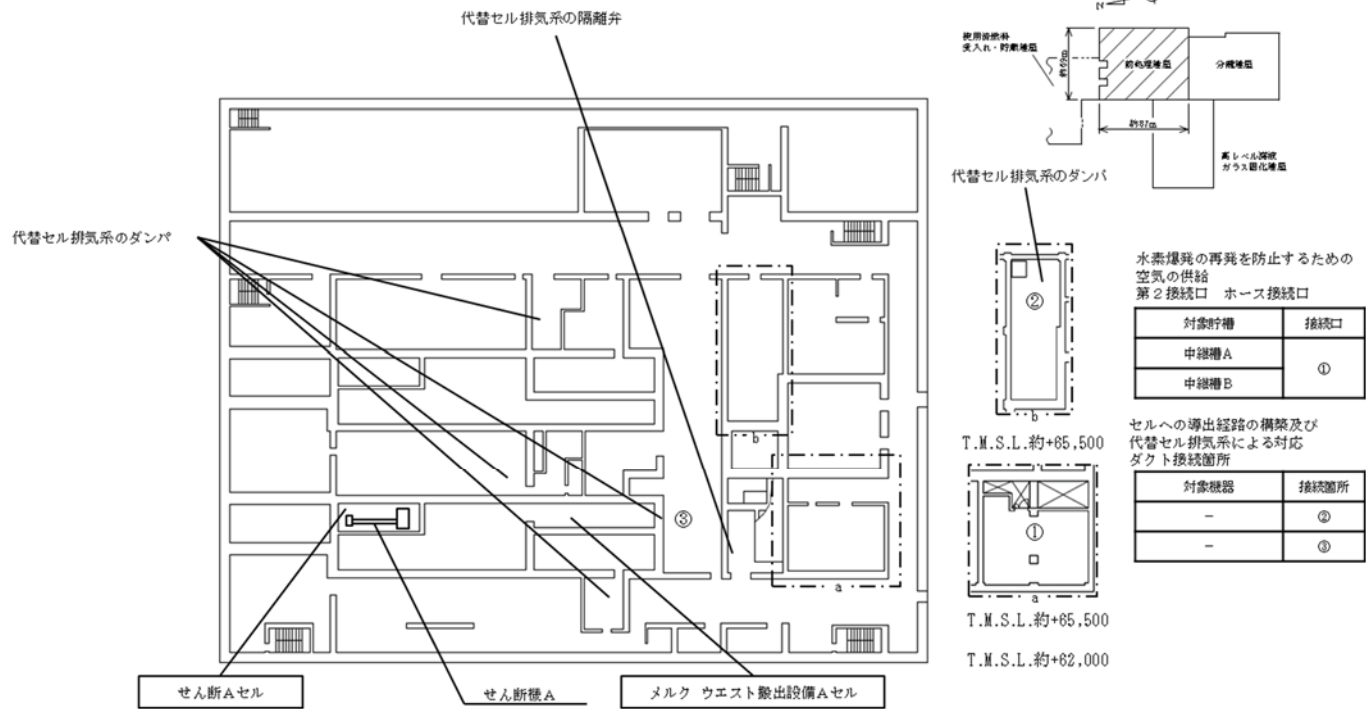 代替セル排気系の隔離弁
代替セル排気系のダンパ
N
使用済燃料
受入れ・貯蔵建屋
約69m
前処理建屋
分離建屋
約87m
高レベル廃液
ガラス固化建屋
代替セル排気系のダンパ
②
b
T.M.S.L.約+65,500
①
a
T.M.S.L.約+65,500
T.M.S.L.約+62,000
水素爆発の再発を防止するための
空気の供給
第2接続口 ホース接続口
対象貯槽 接続口
中継槽A ①
中継槽B
セルへの導出経路の構築及び
代替セル排気系による対応
ダクト接続箇所
対象機器 接続箇所
- ②
- ③
b
③
a
せん断Aセル
せん断機A
メルク ウエスト搬出設備Aセル